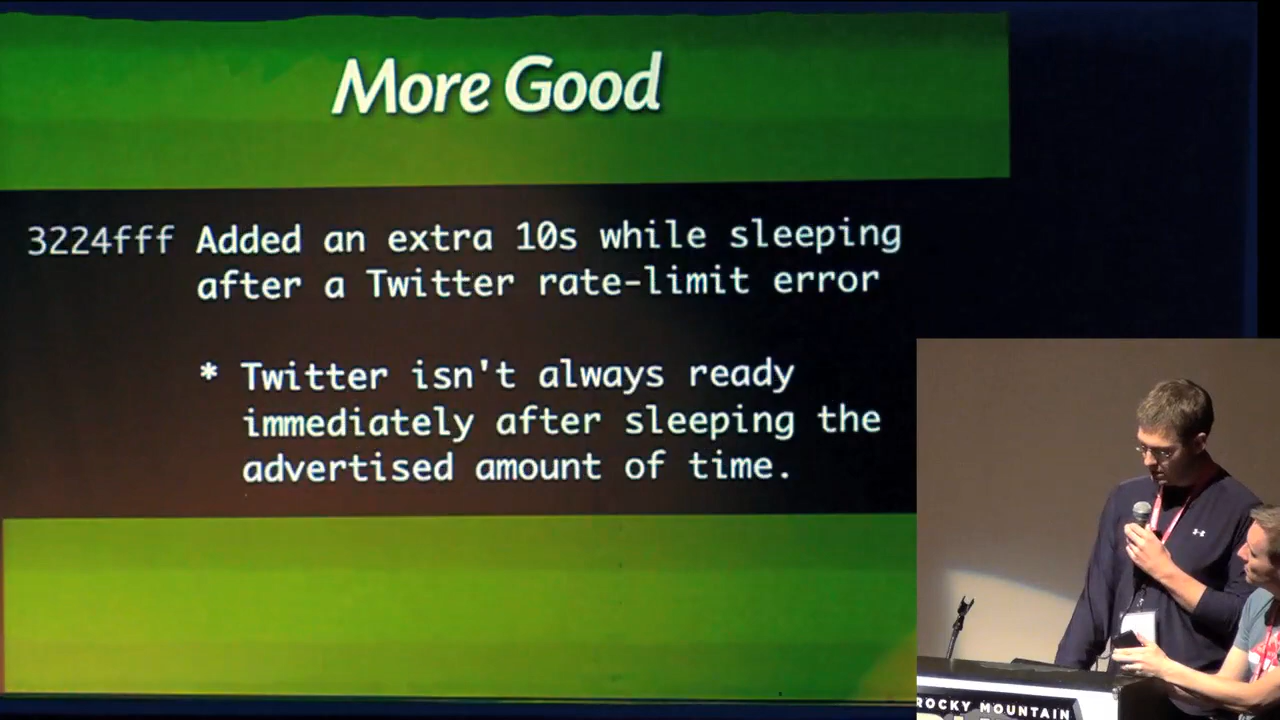 More Good
3224fff Added an extra 10s while sleeping
after a Twitter rate-limit error
* Twitter isn't always ready
immediately after sleeping the
advertised amount of time.
ROCKY MOUNTAIN